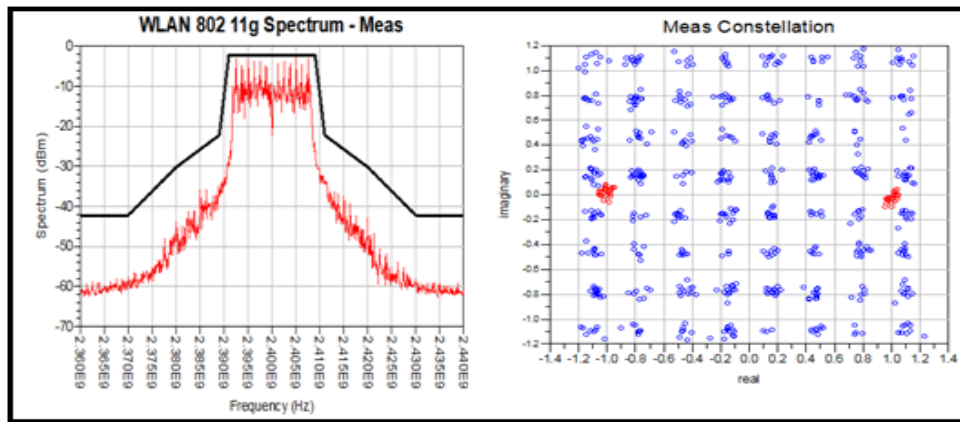 WLAN 802 11g Spectrum - Meas
0
-10
-20
-30
-40
-50
-60
-70
Spectrum (dBm)
2.360E9
2.365E9
2.370E9
2.375E9
2.380E9
2.385E9
2.390E9
2.395E9
2.400E9
2.405E9
2.410E9
2.415E9
2.420E9
2.425E9
2.430E9
2.435E9
2.440E9
Frequency (Hz)
Meas Constellation
1.2
1.0
0.8
0.6
0.4
0.2
0.0
-0.2
-0.4
-0.6
-0.8
-1.0
-1.2
imaginary
-1.4
-1.2
-1.0
-0.8
-0.6
-0.4
-0.2
0.0
0.2
0.4
0.6
0.8
1.0
1.2
1.4
real